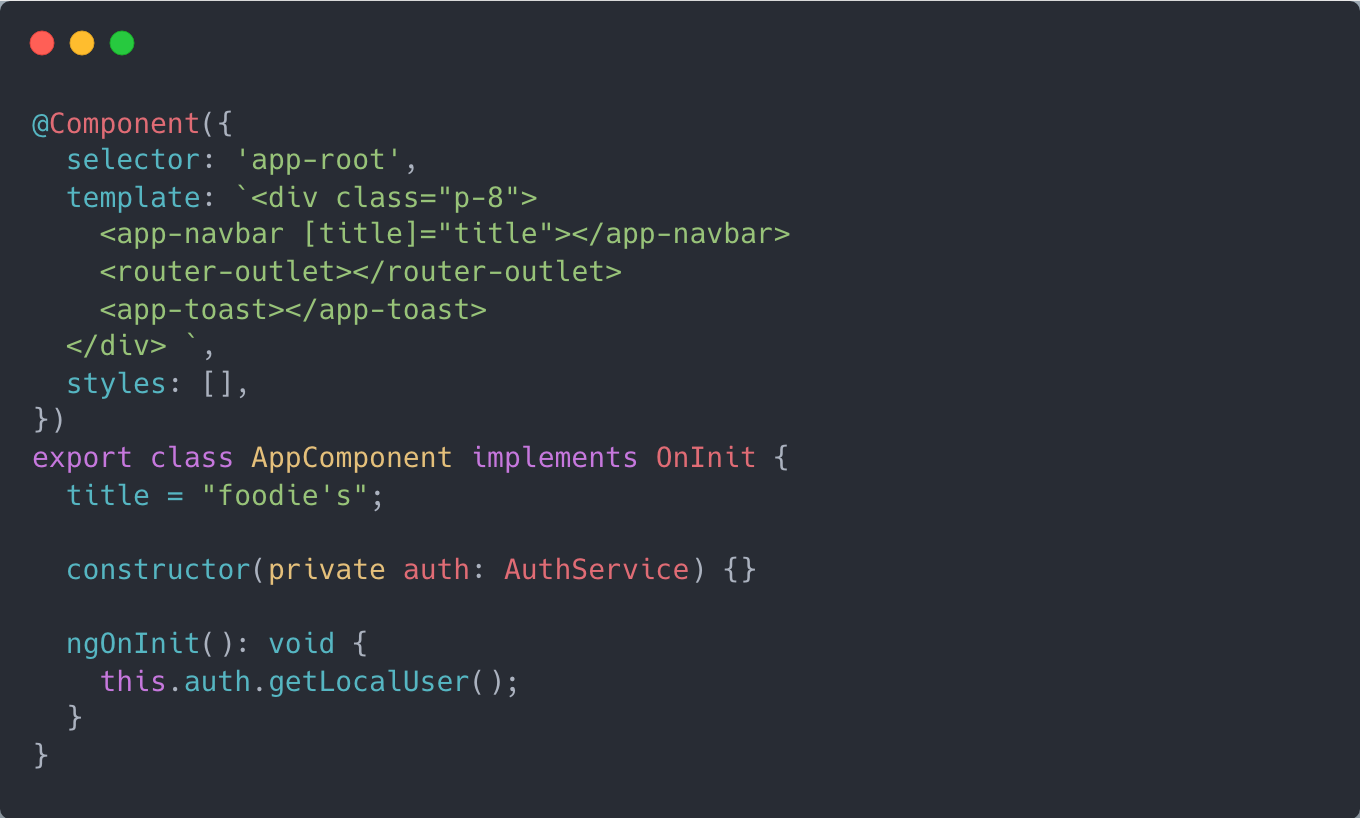 @Component({
  selector: 'app-root',
  template: `<div class="p-8">
    <app-navbar [title]="title"></app-navbar>
    <router-outlet></router-outlet>
    <app-toast></app-toast>
  </div> `,
  styles: [],
})
export class AppComponent implements OnInit {
  title = "foodie's";

  constructor(private auth: AuthService) {}

  ngOnInit(): void {
    this.auth.getLocalUser();
  }
}